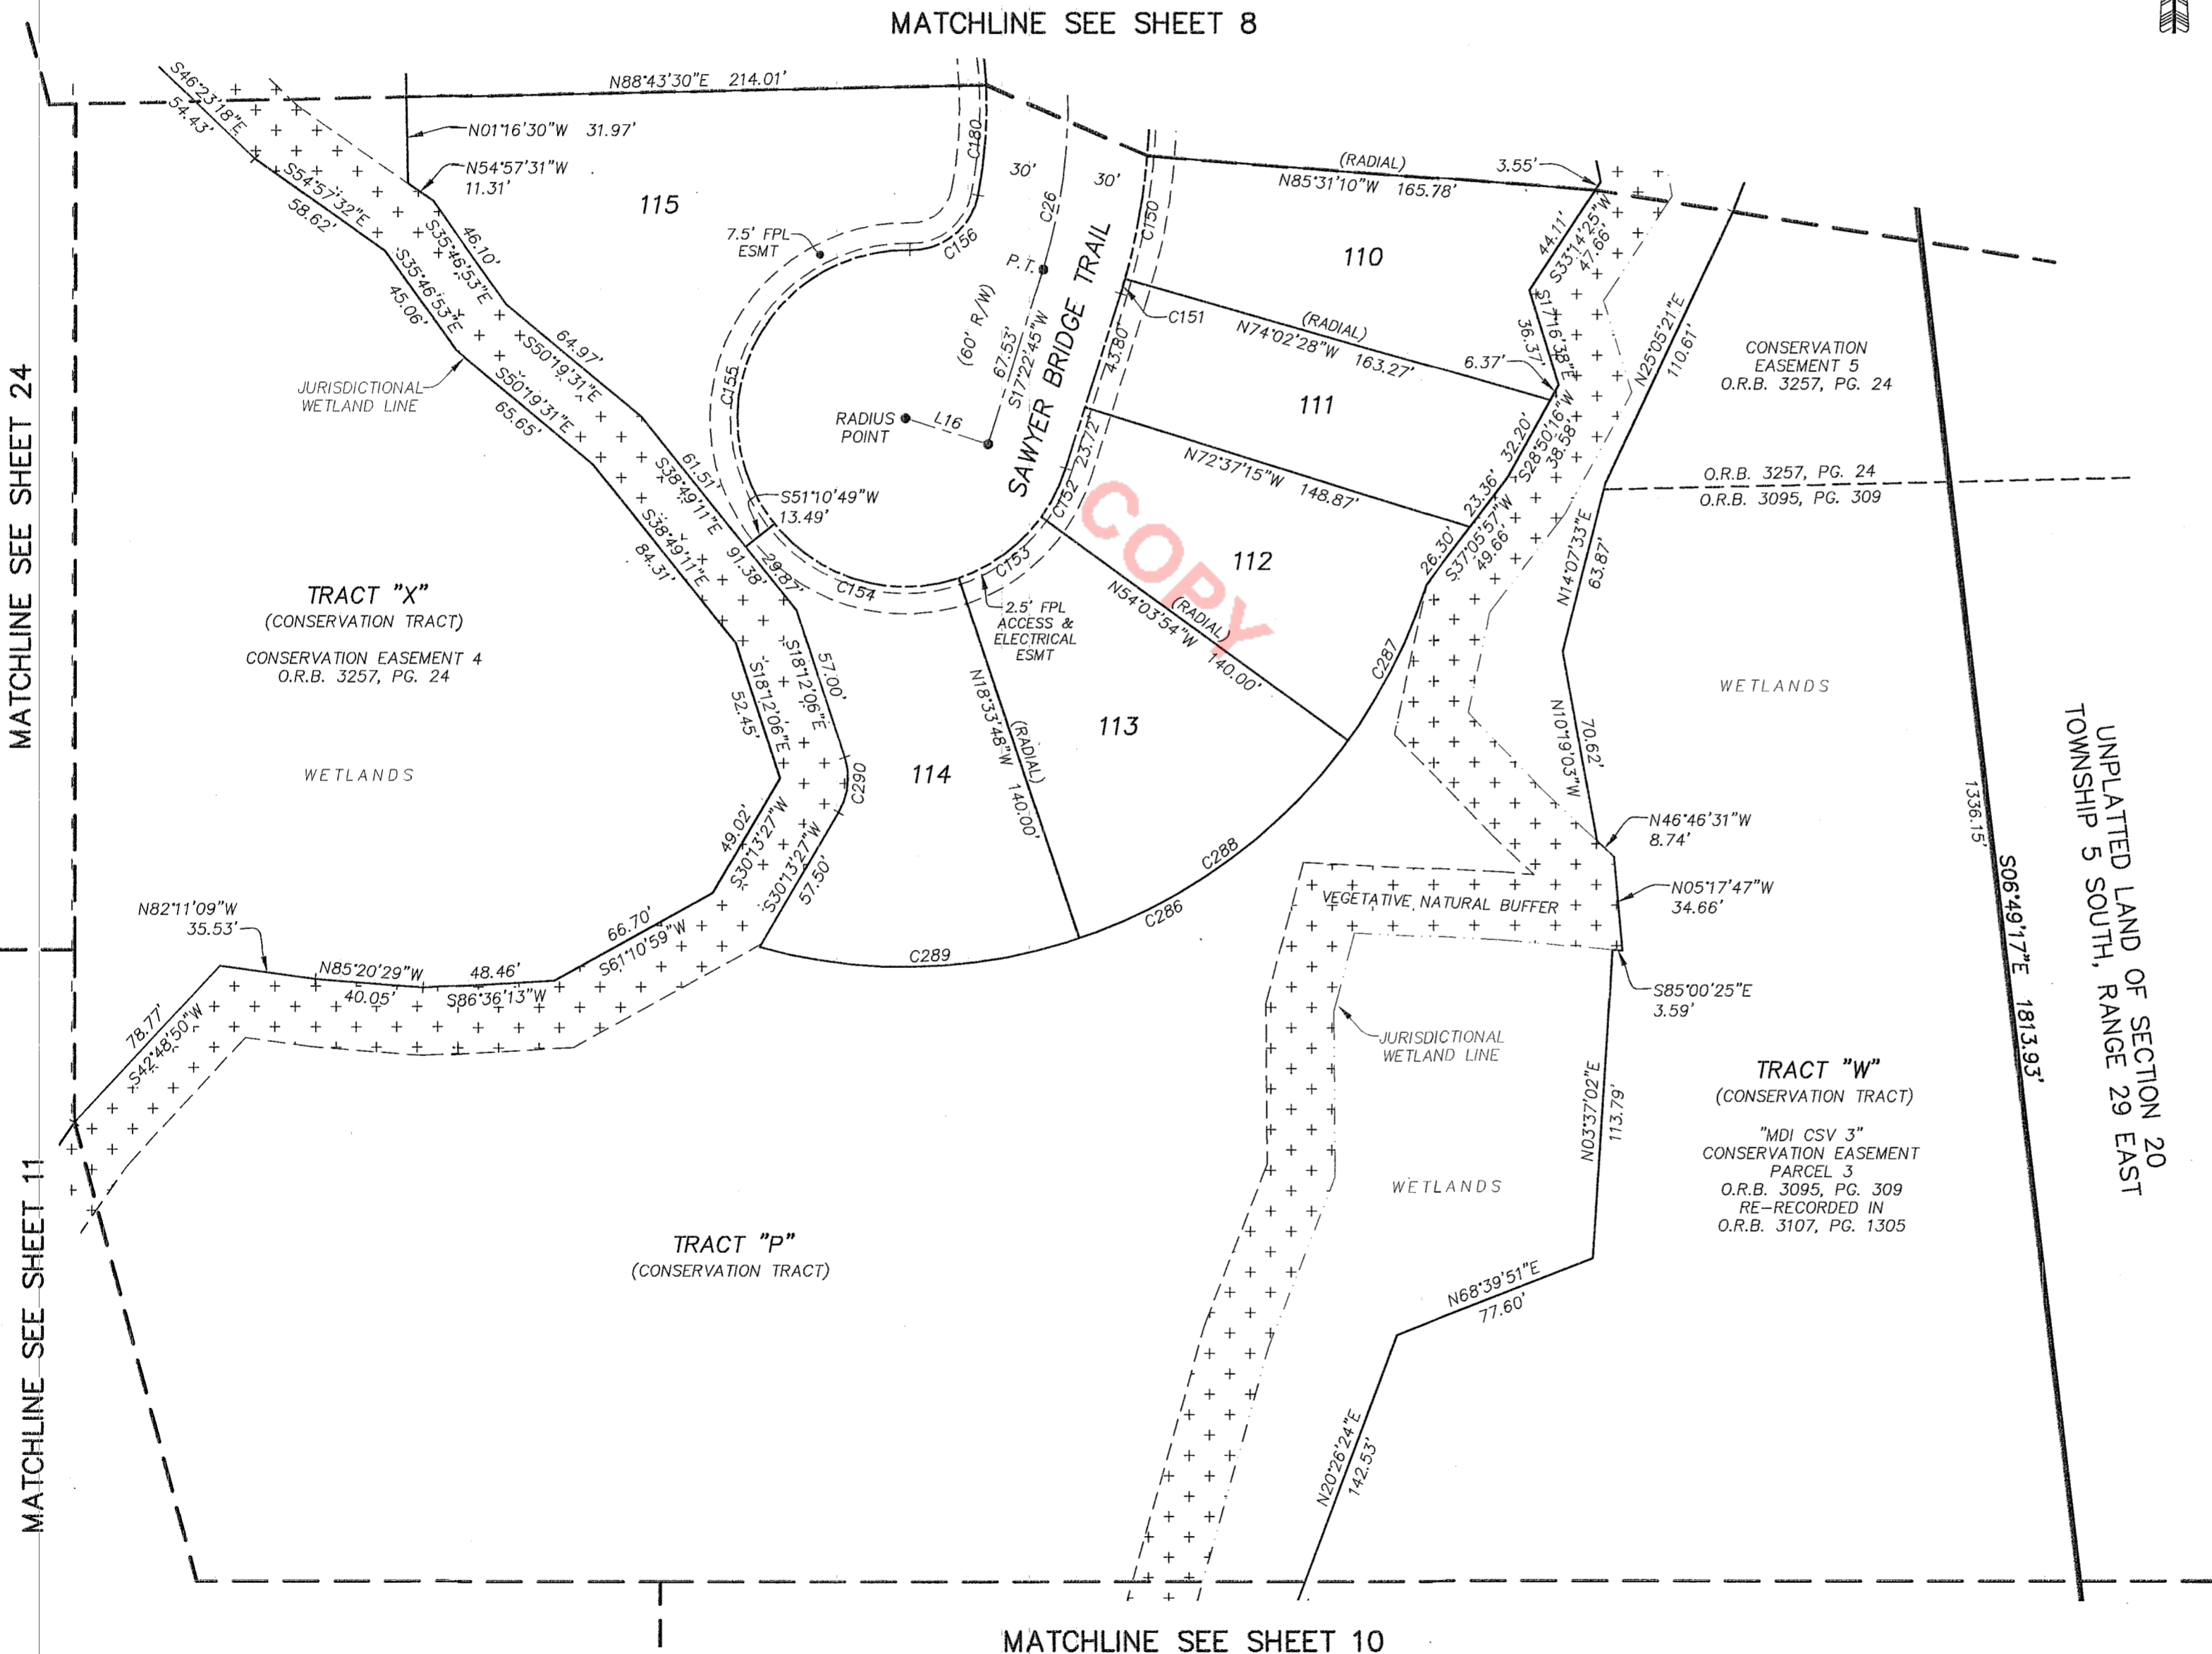 MATCHLINE SEE SHEET 8
N88°43'30"E 214.01'
S46°23'18"E
54.43'
N01°16'30"W 31.97'
N54°57'31"W
11.31'
115
S54°57'32"E
58.62'
46.10'
S35°46'53"E
S35°46'53"E
45.06'
64.97'
S50°19'31"E
S50°19'31"E
65.65'
JURISDICTIONAL
WETLAND LINE
61.51'
S38°49'11"E
91.38'
29.87'
S38°49'11"E
84.31'
S51°10'49"W
13.49'
7.5' FPL
ESMT
C180
C156
C155
C154
C153
C152
30'
30'
C26
P.T.
(60' R/W)
67.53'
S17°22'45"W
SAWYER BRIDGE TRAIL
RADIUS
POINT
L16
C150
C151
43.80'
23.72'
(RADIAL)
N85°31'10"W 165.78'
3.55'
110
44.11'
S33°14'25"W
47.66'
S17°16'38"E
36.37'
(RADIAL)
N74°02'28"W 163.27'
6.37'
111
32.20'
S28°50'16"W
38.58'
N72°37'15"W 148.87'
23.36'
26.30'
S37°05'57"W
49.66'
112
COPY
(RADIAL)
N54°03'54"W 140.00'
2.5' FPL
ACCESS &
ELECTRICAL
ESMT
N18°33'48"W 140.00'
(RADIAL)
113
114
C287
C288
C286
C289
C290
57.00'
S18°12'06"E
S18°12'06"E
52.45'
49.02'
S30°13'27"W
S30°13'27"W
57.50'
66.70'
S61°10'59"W
48.46'
S86°36'13"W
N85°20'29"W
40.05'
N82°11'09"W
35.53'
78.77'
S42°48'50"W
TRACT "X"
(CONSERVATION TRACT)
CONSERVATION EASEMENT 4
O.R.B. 3257, PG. 24
WETLANDS
MATCHLINE SEE SHEET 24
MATCHLINE SEE SHEET 11
N25°05'21"E
110.61'
CONSERVATION
EASEMENT 5
O.R.B. 3257, PG. 24
O.R.B. 3257, PG. 24
O.R.B. 3095, PG. 309
N14°07'33"E
63.87'
WETLANDS
N10°19'03"W
70.62'
N46°46'31"W
8.74'
N05°17'47"W
34.66'
VEGETATIVE NATURAL BUFFER
S85°00'25"E
3.59'
JURISDICTIONAL
WETLAND LINE
N03°37'02"E
113.79'
WETLANDS
TRACT "W"
(CONSERVATION TRACT)
"MDI CSV 3"
CONSERVATION EASEMENT
PARCEL 3
O.R.B. 3095, PG. 309
RE-RECORDED IN
O.R.B. 3107, PG. 1305
1336.15'
S06°49'17"E 1813.93'
UNPLATTED LAND OF SECTION 20
TOWNSHIP 5 SOUTH, RANGE 29 EAST
TRACT "P"
(CONSERVATION TRACT)
N68°39'51"E
77.60'
N20°26'24"E
142.53'
MATCHLINE SEE SHEET 10